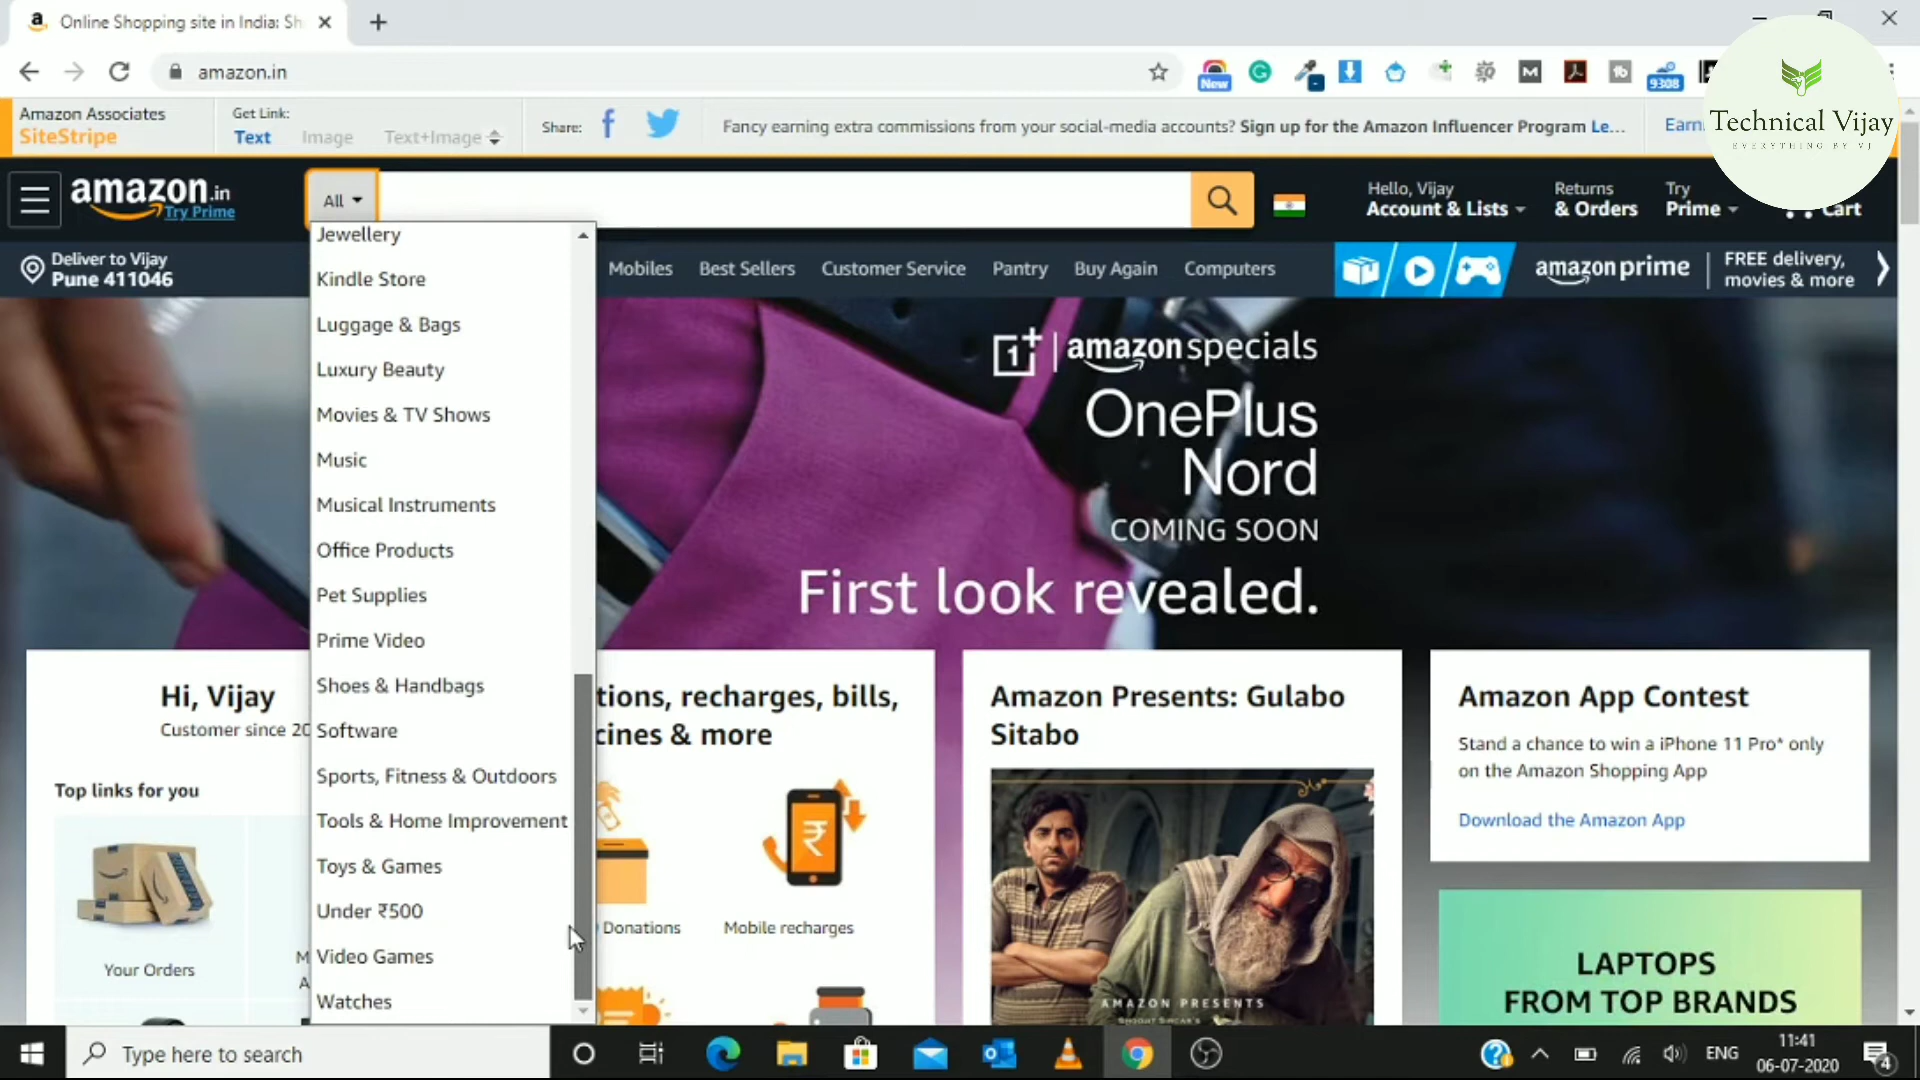 Online Shopping site in India: Sh
amazon.in
New
9308
Technical Vijay
EVERYTHING BY VJ
Amazon Associates
SiteStripe
Get Link:
Text
Image
Text+Image
Share:
Fancy earning extra commissions from your social-media accounts? Sign up for the Amazon Influencer Program Le...
Earn
amazon.in
Try Prime
All
Hello, Vijay
Account & Lists
Returns
& Orders
Try
Prime
Cart
Deliver to Vijay
Pune 411046
Mobiles
Best Sellers
Customer Service
Pantry
Buy Again
Computers
amazon prime
FREE delivery,
movies & more
Jewellery
Kindle Store
Luggage & Bags
Luxury Beauty
Movies & TV Shows
Music
Musical Instruments
Office Products
Pet Supplies
Prime Video
Shoes & Handbags
Software
Sports, Fitness & Outdoors
Tools & Home Improvement
Toys & Games
Under ₹500
Video Games
Watches
amazonspecials
OnePlus
Nord
COMING SOON
First look revealed.
Hi, Vijay
Customer since 20
Top links for you
Your Orders
M
A
tions, recharges, bills,
cines & more
Donations
Mobile recharges
Amazon Presents: Gulabo
Sitabo
AMAZON PRESENTS
SHOOJIT SIRCAR'S
Amazon App Contest
Stand a chance to win a iPhone 11 Pro* only
on the Amazon Shopping App
Download the Amazon App
LAPTOPS
FROM TOP BRANDS
Type here to search
ENG
11:41
06-07-2020
4